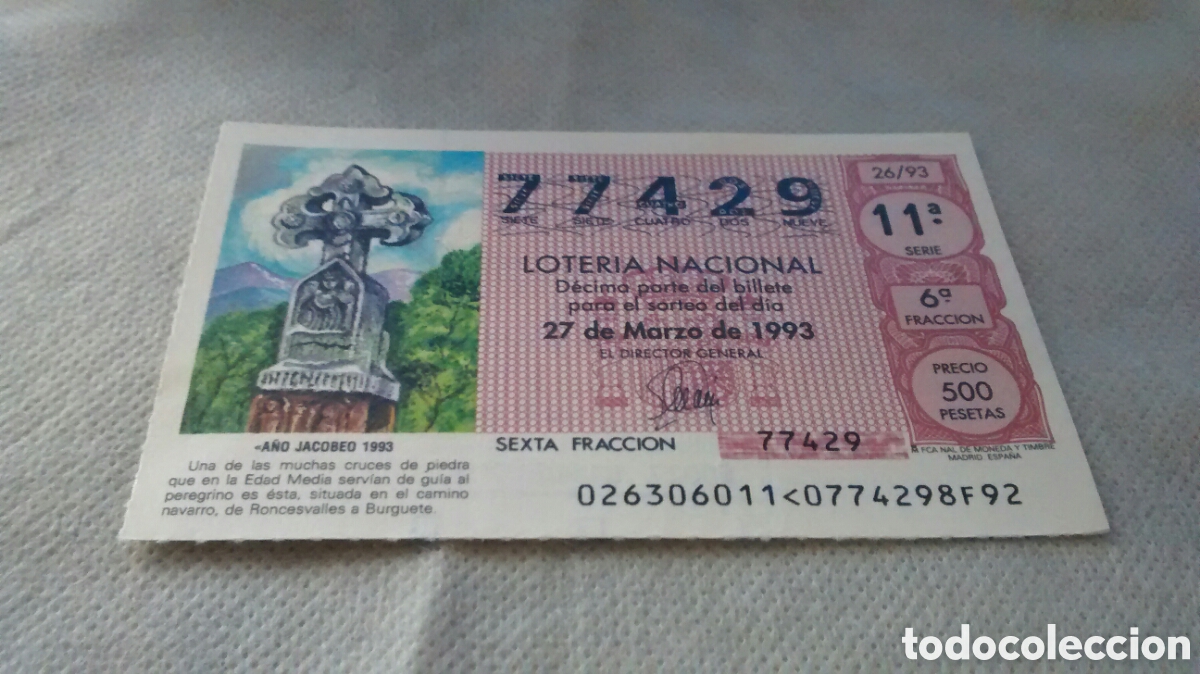 77429
SIETE SIETE CUATRO DOS NUEVE
LOTERIA NACIONAL
Décima parte del billete
para el sorteo del día
27 de Marzo de 1993
EL DIRECTOR GENERAL
SEXTA FRACCION
77429
026306011<0774298F92
26/93
11ª
SERIE
6ª
FRACCION
PRECIO
500
PESETAS
FCA NAL DE MONEDA Y TIMBRE
MADRID. ESPAÑA
«AÑO JACOBEO 1993
Una de las muchas cruces de piedra
que en la Edad Media servían de guía al
peregrino es ésta, situada en el camino
navarro, de Roncesvalles a Burguete.
todocoleccion